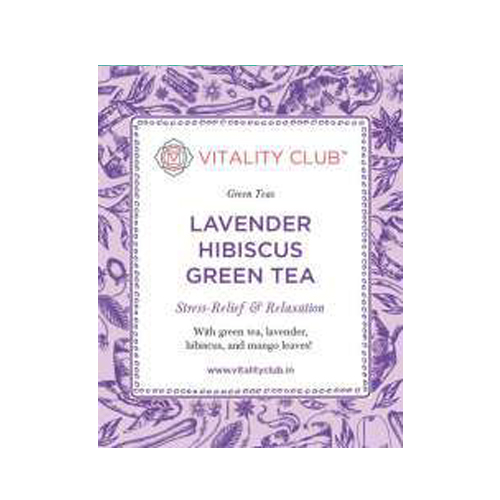 VITALITY CLUB™
Green Teas
LAVENDER
HIBISCUS
GREEN TEA
Stress-Relief & Relaxation
With green tea, lavender,
hibiscus, and mango leaves!
www.vitalityclub.in